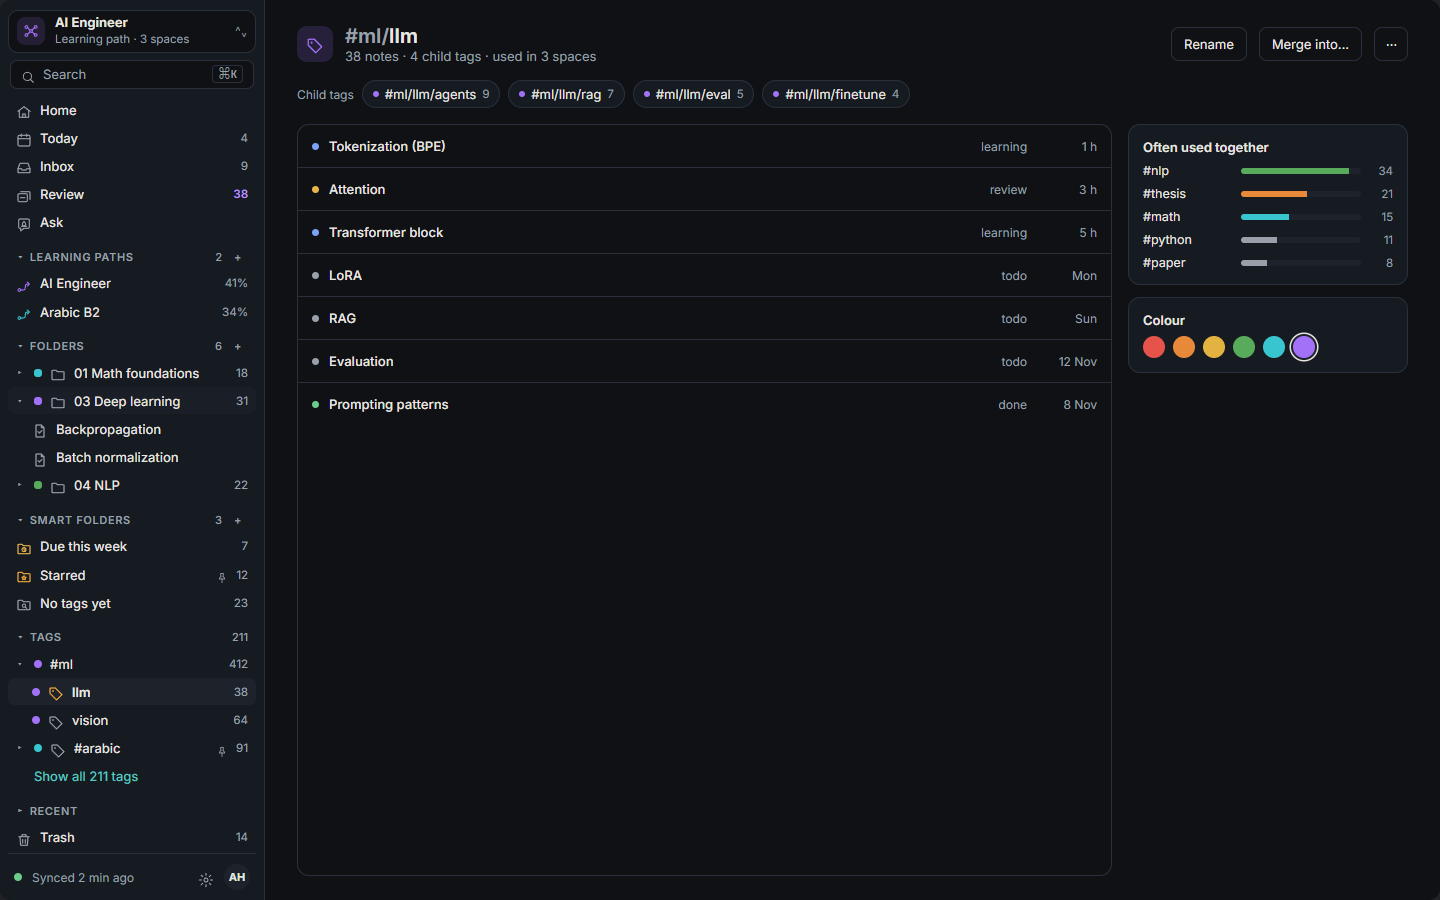 AI Engineer
Learning path · 3 spaces
Search ⌘K
Home
Today 4
Inbox 9
Review 38
Ask
LEARNING PATHS 2 +
AI Engineer 41%
Arabic B2 34%
FOLDERS 6 +
01 Math foundations 18
03 Deep learning 31
Backpropagation
Batch normalization
04 NLP 22
SMART FOLDERS 3 +
Due this week 7
Starred 12
No tags yet 23
TAGS 211
#ml 412
llm 38
vision 64
#arabic 91
Show all 211 tags
RECENT
Trash 14
Synced 2 min ago AH
#ml/llm
38 notes · 4 child tags · used in 3 spaces
Rename Merge into... ···
Child tags #ml/llm/agents 9 #ml/llm/rag 7 #ml/llm/eval 5 #ml/llm/finetune 4
Tokenization (BPE) learning 1 h
Attention review 3 h
Transformer block learning 5 h
LoRA todo Mon
RAG todo Sun
Evaluation todo 12 Nov
Prompting patterns done 8 Nov
Often used together
#nlp 34
#thesis 21
#math 15
#python 11
#paper 8
Colour